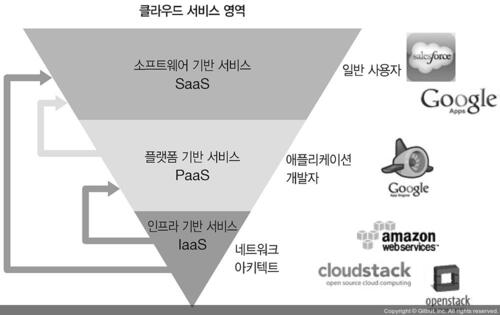 클라우드 서비스 영역
소프트웨어 기반 서비스
SaaS
일반 사용자
salesforce
Google
Apps
플랫폼 기반 서비스
PaaS
애플리케이션
개발자
Google
App Engine
인프라 기반 서비스
IaaS
네트워크
아키텍트
amazon
webservices™
cloudstack
open source cloud computing
openstack
Copyright © Gilbut, Inc. All rights reserved.